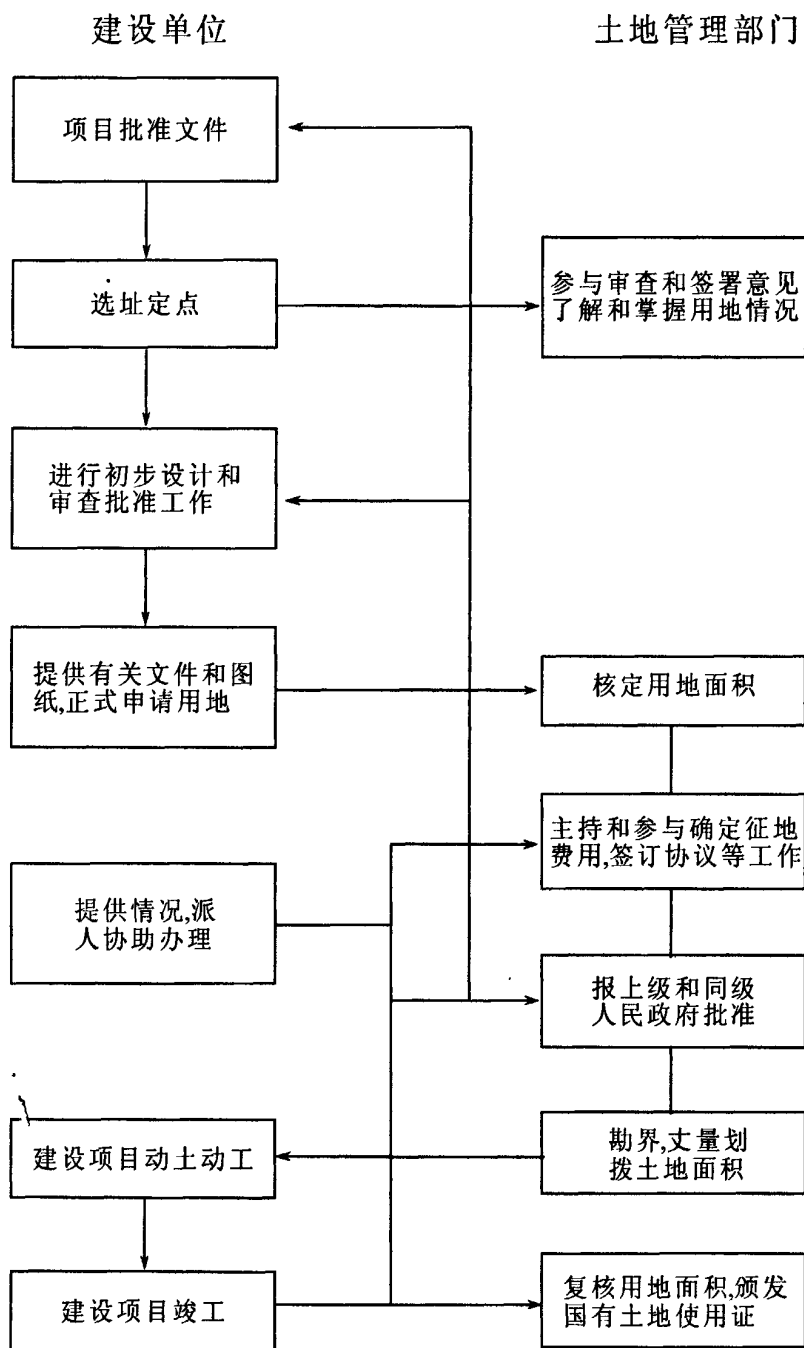 建设单位
土地管理部门
项目批准文件
选址定点
参与审查和签署意见
了解和掌握用地情况
进行初步设计和
审查批准工作
提供有关文件和图
纸,正式申请用地
核定用地面积
主持和参与确定征地
费用,签订协议等工作
提供情况,派
人协助办理
报上级和同级
人民政府批准
建设项目动土动工
勘界,丈量划
拨土地面积
建设项目竣工
复核用地面积,颁发
国有土地使用证